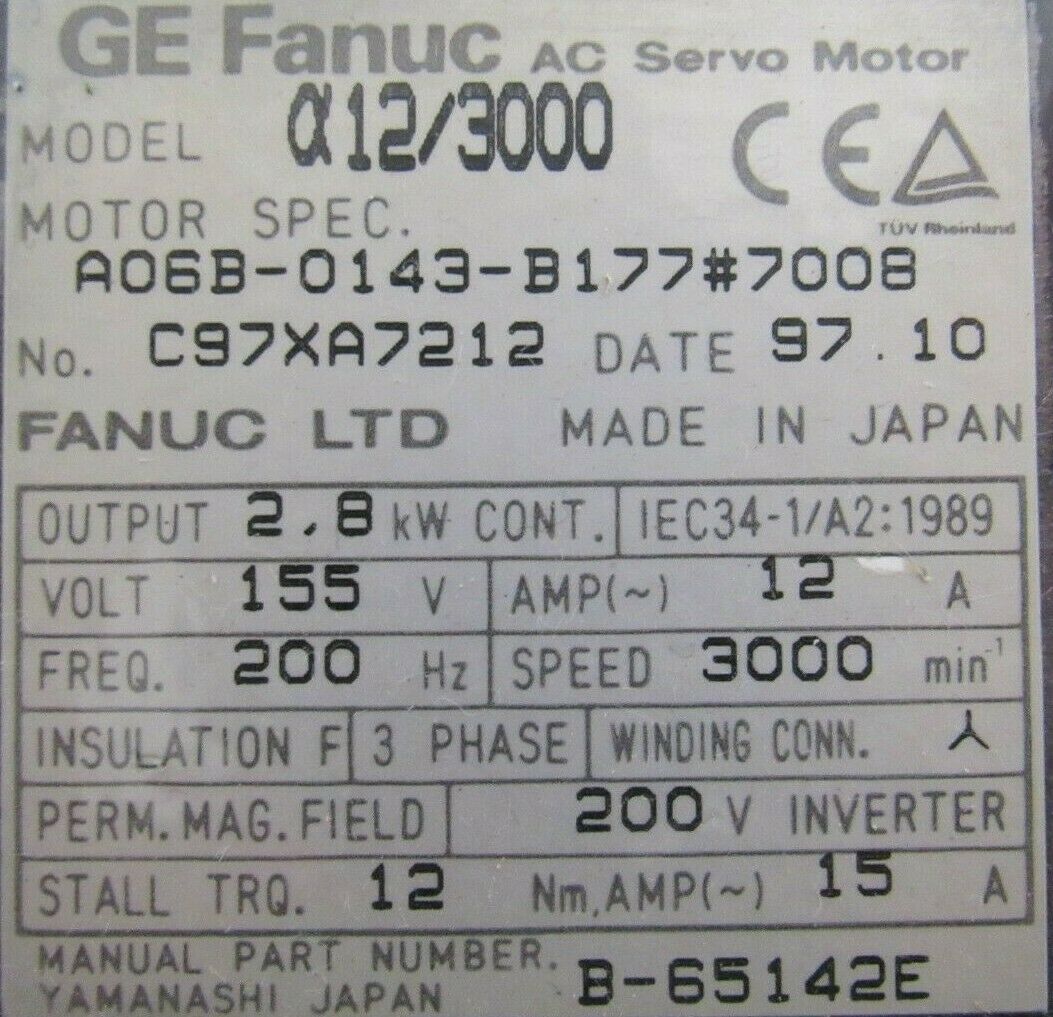 GE Fanuc AC Servo Motor
MODEL α12/3000
CE
TÜV Rheinland
MOTOR SPEC.
A06B-0143-B177#7008
No. C97XA7212 DATE 97.10
FANUC LTD MADE IN JAPAN
OUTPUT 2.8 kW CONT. IEC34-1/A2:1989
VOLT 155 V AMP(~) 12 A
FREQ. 200 Hz SPEED 3000 min⁻¹
INSULATION F 3 PHASE WINDING CONN. ⅄
PERM.MAG.FIELD 200 V INVERTER
STALL TRQ. 12 Nm,AMP(~) 15 A
MANUAL PART NUMBER. B-65142E
YAMANASHI JAPAN